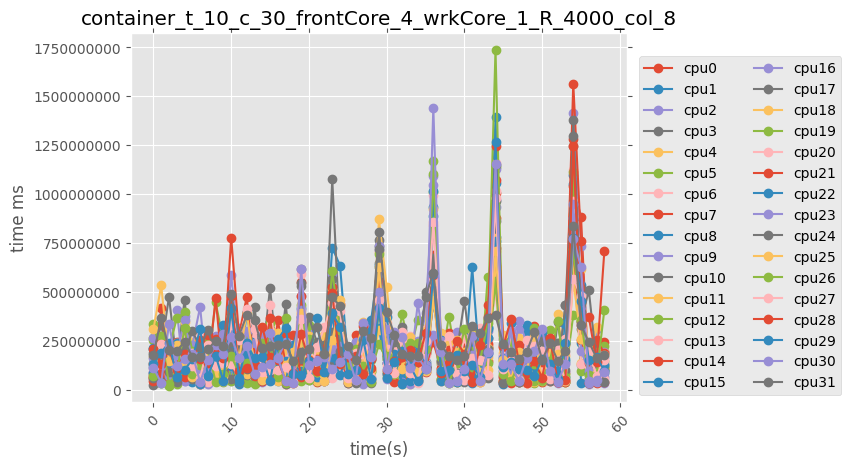 container_t_10_c_30_frontCore_4_wrkCore_1_R_4000_col_8
1750000000
1500000000
1250000000
1000000000
750000000
500000000
250000000
0
time ms
0
10
20
30
40
50
60
time(s)
cpu0
cpu1
cpu2
cpu3
cpu4
cpu5
cpu6
cpu7
cpu8
cpu9
cpu10
cpu11
cpu12
cpu13
cpu14
cpu15
cpu16
cpu17
cpu18
cpu19
cpu20
cpu21
cpu22
cpu23
cpu24
cpu25
cpu26
cpu27
cpu28
cpu29
cpu30
cpu31